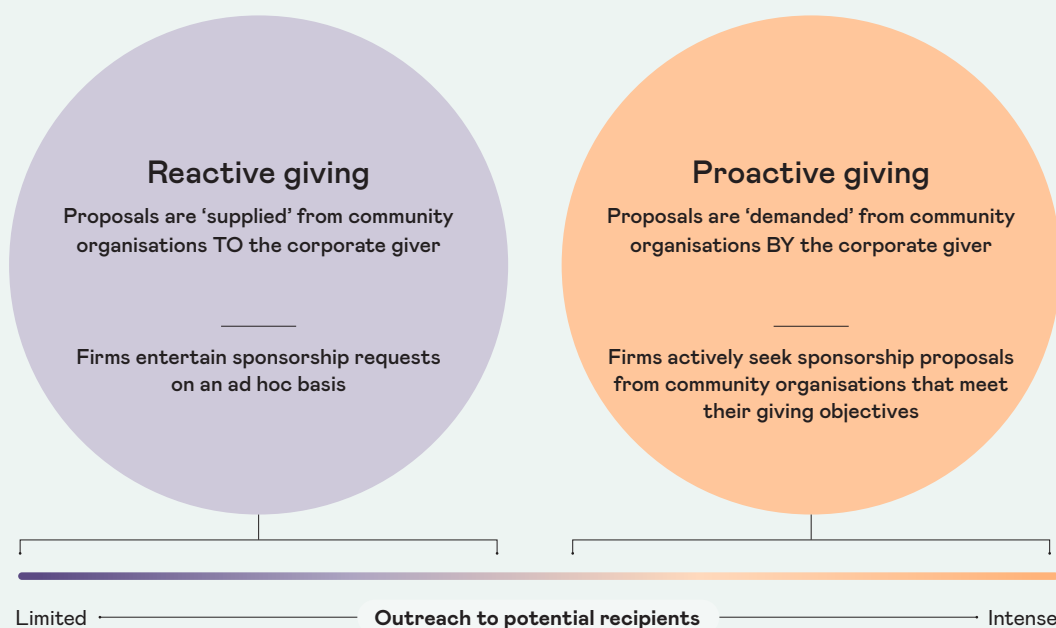 Reactive giving
Proposals are ‘supplied’ from community
organisations TO the corporate giver
Firms entertain sponsorship requests
on an ad hoc basis
Proactive giving
Proposals are ‘demanded’ from community
organisations BY the corporate giver
Firms actively seek sponsorship proposals
from community organisations that meet
their giving objectives
Limited
Outreach to potential recipients
Intense